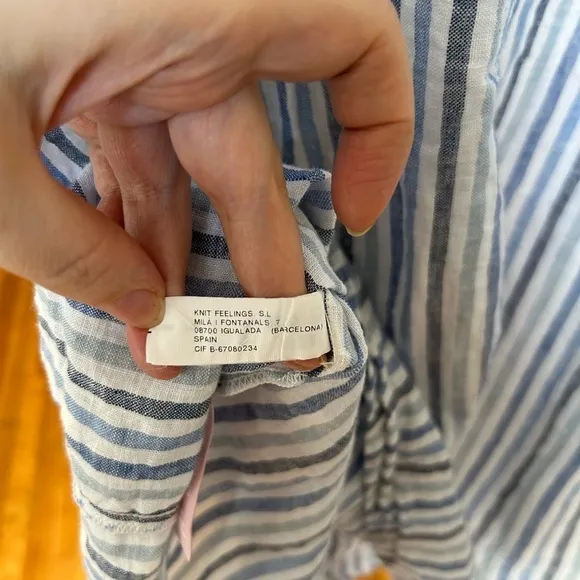 KNIT FEELINGS. S.L
MILA I FONTANALS 7
08700 IGUALADA (BARCELONA)
SPAIN
CIF B-67080234